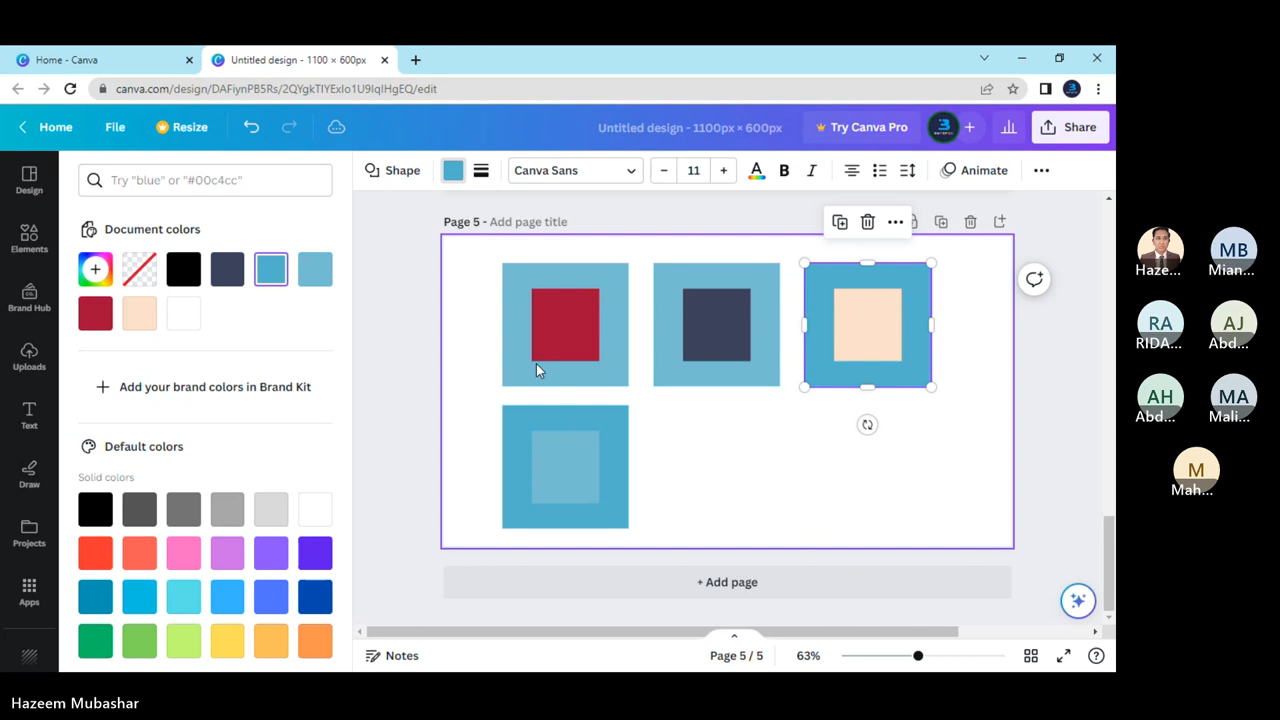 Home - Canva
Untitled design - 1100 × 600px
canva.com/design/DAFiynPB5Rs/2QYgkTlYExIo1U9IqIHgEQ/edit
Home
File
Resize
Untitled design - 1100px × 600px
Try Canva Pro
Share
Design
Elements
Brand Hub
Uploads
Text
Draw
Projects
Apps
Try "blue" or "#00c4cc"
Document colors
Add your brand colors in Brand Kit
Default colors
Solid colors
Shape
Canva Sans
11
A
B
I
Animate
Page 5 - Add page title
+ Add page
Notes
Page 5 / 5
63%
Haze...
MB
Mian...
RA
RIDA...
AJ
Abd...
AH
Abd...
MA
Mali...
M
Mah...
Hazeem Mubashar